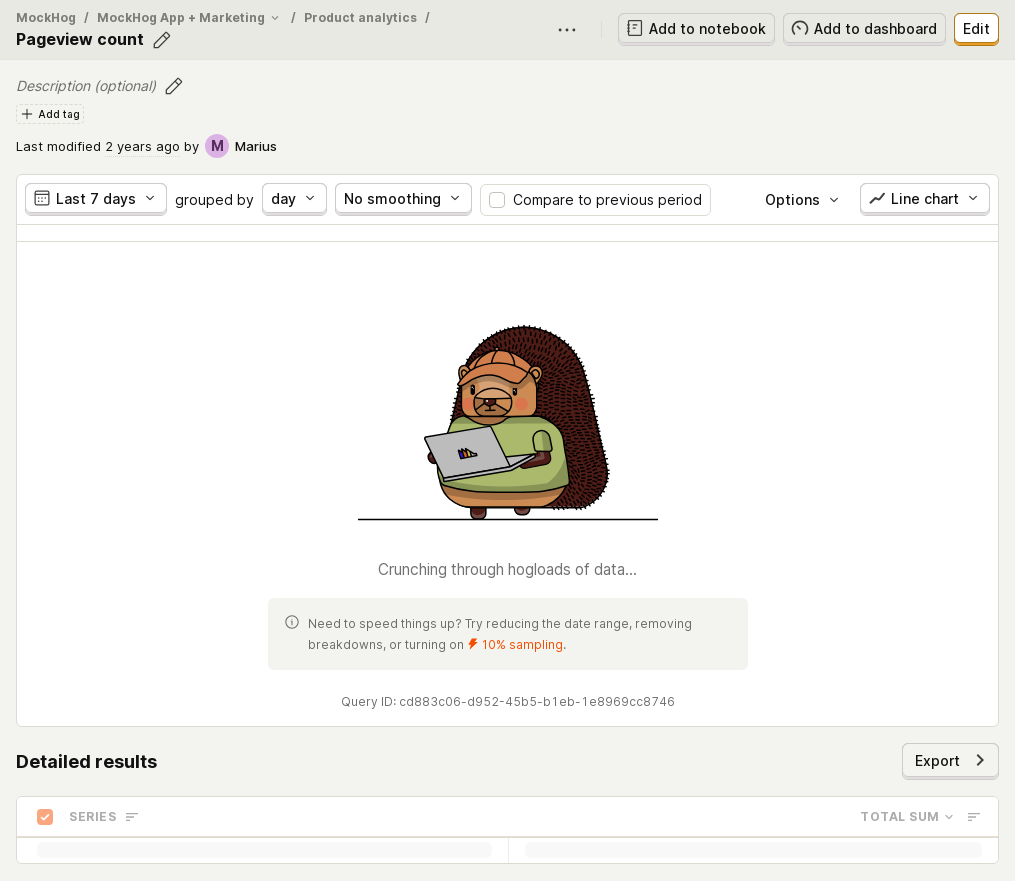 MockHog / MockHog App + Marketing / Product analytics /
Pageview count
Add to notebook
Add to dashboard
Edit
Description (optional)
Add tag
Last modified 2 years ago by M Marius
Last 7 days grouped by day No smoothing Compare to previous period Options Line chart
Crunching through hogloads of data...
Need to speed things up? Try reducing the date range, removing
breakdowns, or turning on 10% sampling.
Query ID: cd883c06-d952-45b5-b1eb-1e8969cc8746
Detailed results
Export
SERIES TOTAL SUM